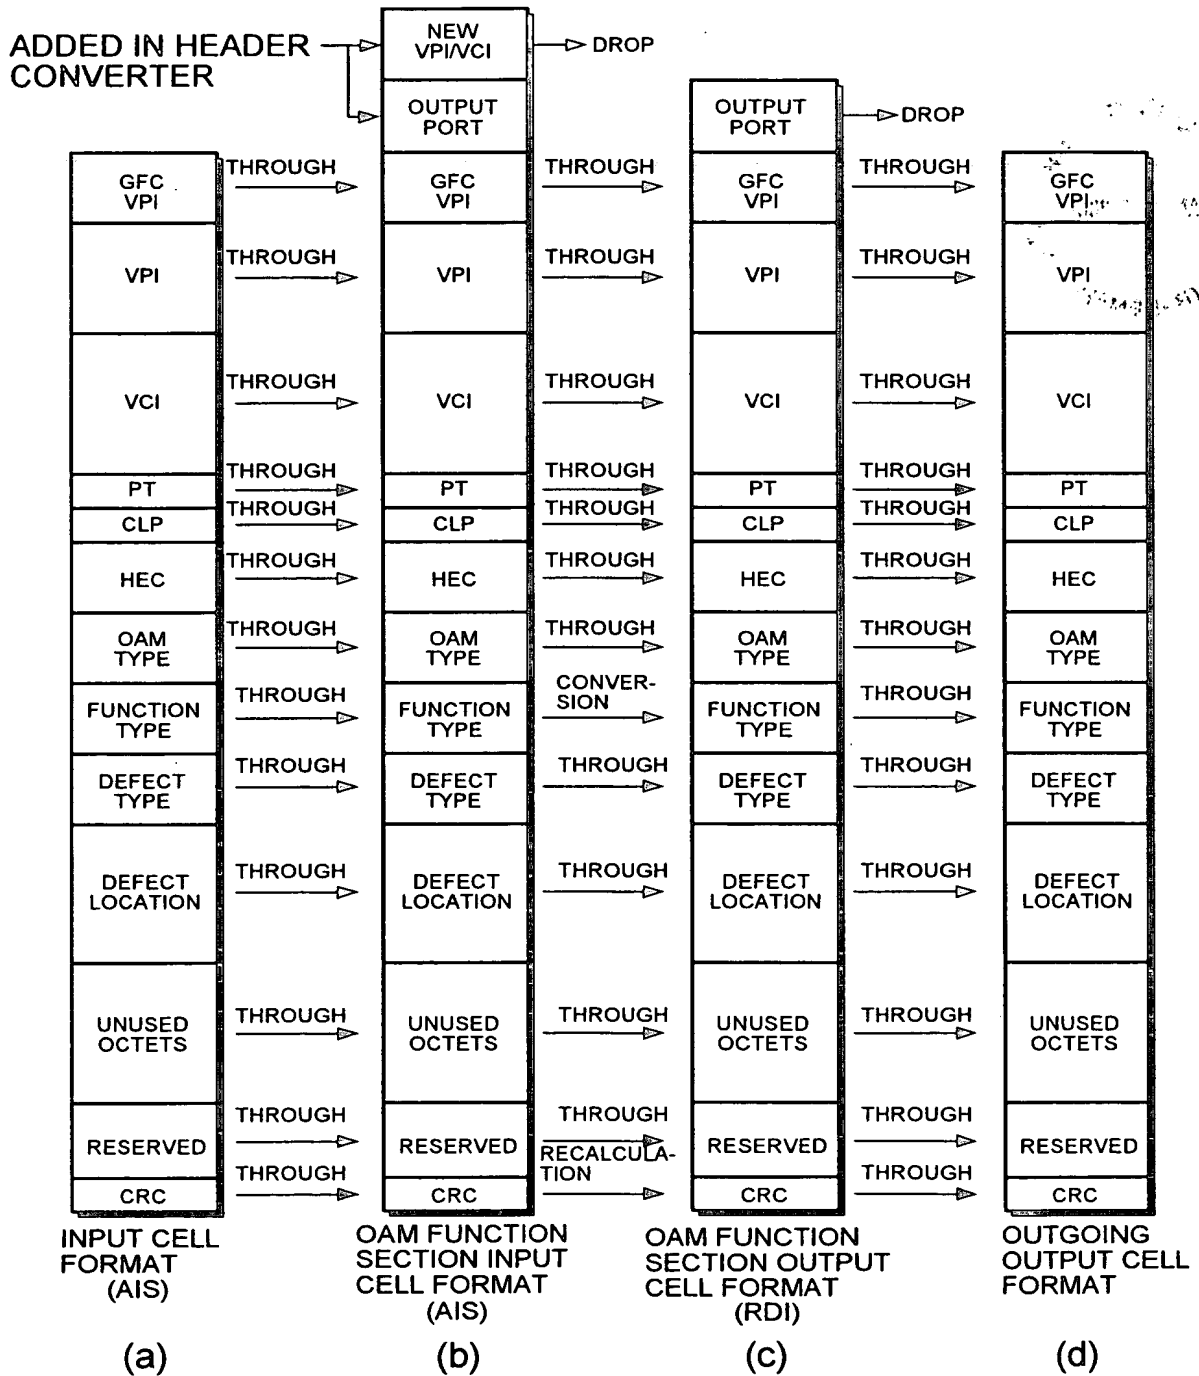 ADDED IN HEADER
CONVERTER
NEW
VPI/VCI
DROP
OUTPUT
PORT
OUTPUT
PORT
DROP
GFC
VPI
THROUGH
GFC
VPI
THROUGH
GFC
VPI
THROUGH
GFC
VPI
VPI
THROUGH
VPI
THROUGH
VPI
THROUGH
VPI
VCI
THROUGH
VCI
THROUGH
VCI
THROUGH
VCI
PT
THROUGH
PT
THROUGH
PT
THROUGH
PT
CLP
THROUGH
CLP
THROUGH
CLP
THROUGH
CLP
HEC
THROUGH
HEC
THROUGH
HEC
THROUGH
HEC
OAM
TYPE
THROUGH
OAM
TYPE
THROUGH
OAM
TYPE
THROUGH
OAM
TYPE
FUNCTION
TYPE
THROUGH
FUNCTION
TYPE
CONVER-
SION
FUNCTION
TYPE
THROUGH
FUNCTION
TYPE
DEFECT
TYPE
THROUGH
DEFECT
TYPE
THROUGH
DEFECT
TYPE
THROUGH
DEFECT
TYPE
DEFECT
LOCATION
THROUGH
DEFECT
LOCATION
THROUGH
DEFECT
LOCATION
THROUGH
DEFECT
LOCATION
UNUSED
OCTETS
THROUGH
UNUSED
OCTETS
THROUGH
UNUSED
OCTETS
THROUGH
UNUSED
OCTETS
RESERVED
THROUGH
RESERVED
THROUGH
RESERVED
THROUGH
RESERVED
CRC
THROUGH
CRC
RECALCULA-
TION
CRC
THROUGH
CRC
INPUT CELL
FORMAT
(AIS)
OAM FUNCTION
SECTION INPUT
CELL FORMAT
(AIS)
OAM FUNCTION
SECTION OUTPUT
CELL FORMAT
(RDI)
OUTGOING
OUTPUT CELL
FORMAT
(a)
(b)
(c)
(d)